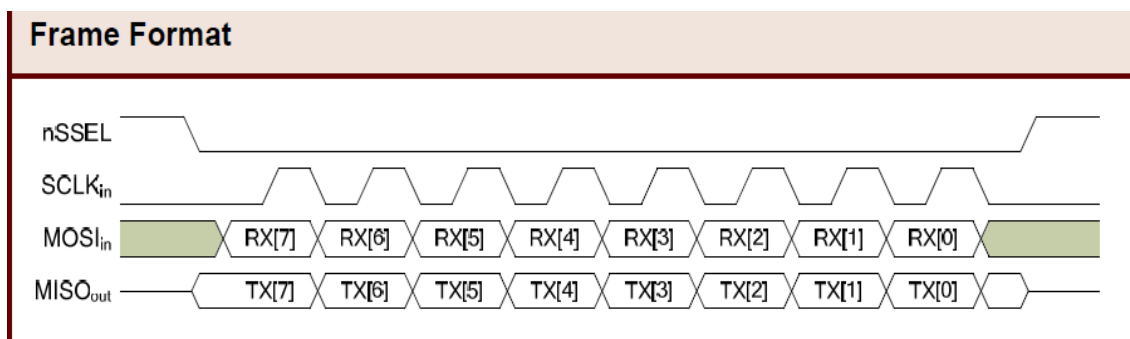 Frame Format
nSSEL
SCLKin
MOSIin RX[7] RX[6] RX[5] RX[4] RX[3] RX[2] RX[1] RX[0]
MISOout TX[7] TX[6] TX[5] TX[4] TX[3] TX[2] TX[1] TX[0]